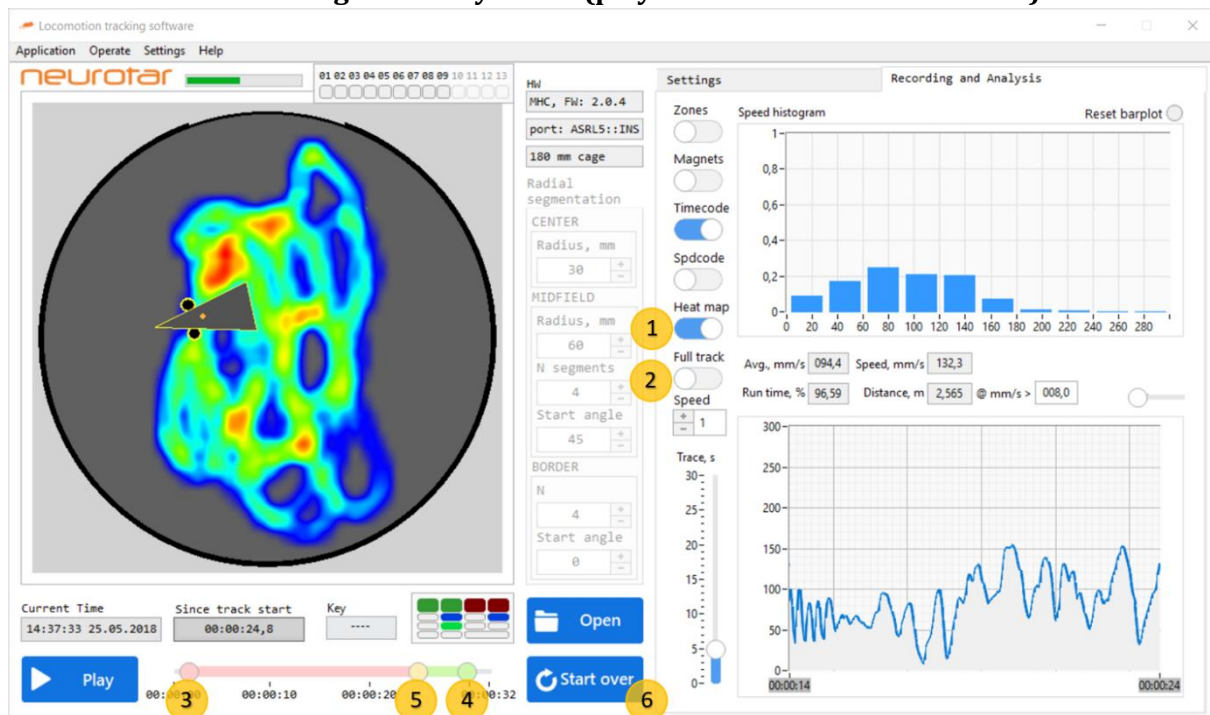 Locomotion tracking software
Application Operate Settings Help
neurotar
01 02 03 04 05 06 07 08 09 10 11 12 13
HW
MHC, FW: 2.0.4
port: ASRL5::INS
180 mm cage
Radial
segmentation
CENTER
Radius, mm
30
MIDFIELD
Radius, mm
60
N segments
4
Start angle
45
BORDER
N
4
Start angle
0
Settings
Recording and Analysis
Zones
Magnets
Timecode
Spdcode
Heat map
1
Full track
2
Speed
1
Trace, s
30
25
20
15
10
5
0
Speed histogram
Reset barplot
1
0,8
0,6
0,4
0,2
0
0 20 40 60 80 100 120 140 160 180 200 220 240 260 280
Avg., mm/s 094,4 Speed, mm/s 132,3
Run time, % 96,59 Distance, m 2,565 @ mm/s > 008,0
300
250
200
150
100
50
0
00:00:14 00:00:24
Current Time
14:37:33 25.05.2018
Since track start
00:00:24,8
Key
----
Open
Play
00:00:10 00:00:20 00:32
3 5 4
Start over
6